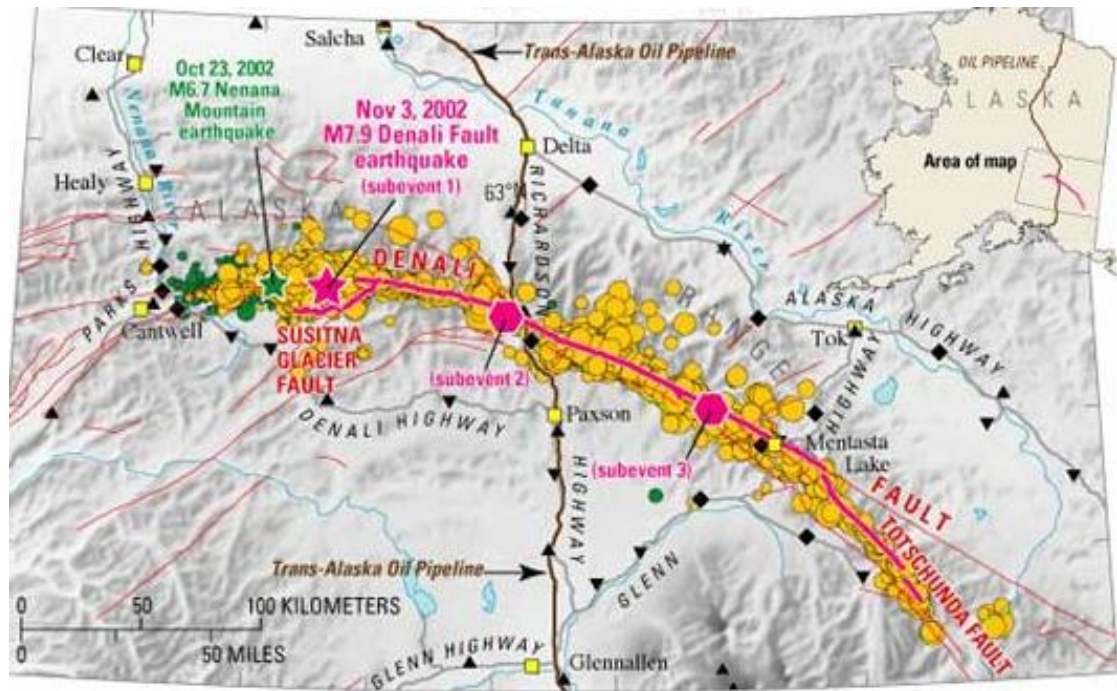 Salcha
Trans-Alaska Oil Pipeline
OIL PIPELINE
ALASKA
Clear
Oct 23, 2002
M6.7 Nenana
Mountain
earthquake
Nov 3, 2002
M7.9 Denali Fault
earthquake
(subevent 1)
Nenana River
Tanana River
Delta
Area of map
Healy
63°N
RICHARDSON
HIGHWAY
ALASKA
RANGE
PARKS
HIGHWAY
DENALI
FAULT
Cantwell
SUSITNA
GLACIER
FAULT
ALASKA HIGHWAY
Tok
HIGHWAY
(subevent 2)
DENALI HIGHWAY
Paxson
Mentasta
Lake
(subevent 3)
TOTSCHUNDA FAULT
Trans-Alaska Oil Pipeline
GLENN
0 50 100 KILOMETERS
0 50 MILES
GLENN HIGHWAY
Glennallen